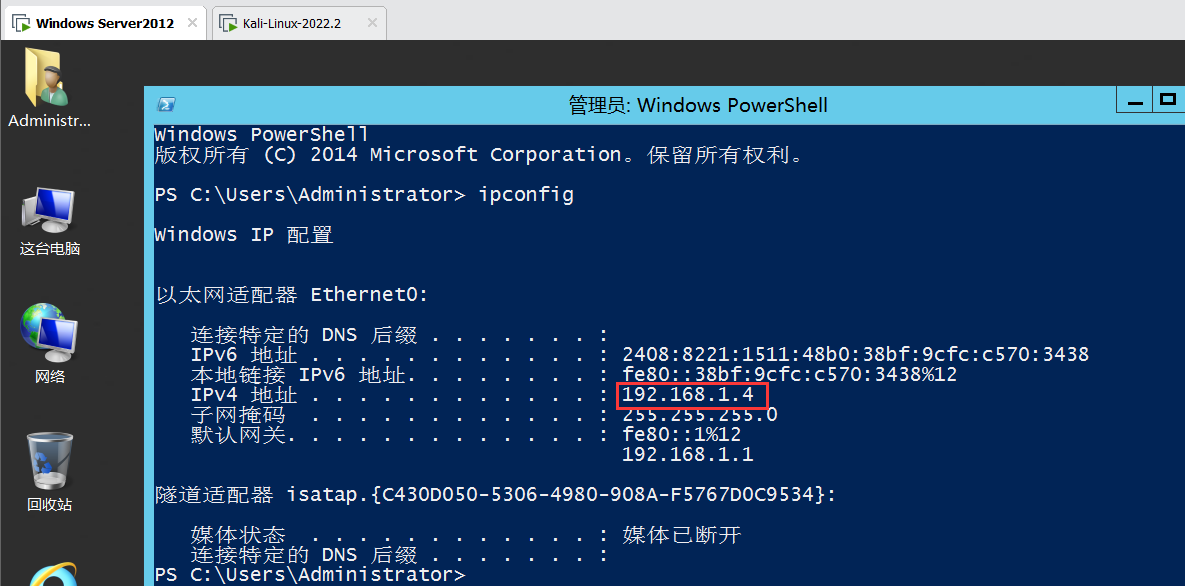 Windows Server2012
Kali-Linux-2022.2
Administr...
这台电脑
网络
回收站
管理员: Windows PowerShell
Windows PowerShell
版权所有 (C) 2014 Microsoft Corporation。保留所有权利。
PS C:\Users\Administrator> ipconfig
Windows IP 配置
以太网适配器 Ethernet0:
连接特定的 DNS 后缀 . . . . . . . :
IPv6 地址 . . . . . . . . . . . . : 2408:8221:1511:48b0:38bf:9cfc:c570:3438
本地链接 IPv6 地址. . . . . . . . : fe80::38bf:9cfc:c570:3438%12
IPv4 地址 . . . . . . . . . . . . : 192.168.1.4
子网掩码 . . . . . . . . . . . . : 255.255.255.0
默认网关. . . . . . . . . . . . . : fe80::1%12
192.168.1.1
隧道适配器 isatap.{C430D050-5306-4980-908A-F5767D0C9534}:
媒体状态 . . . . . . . . . . . . : 媒体已断开
连接特定的 DNS 后缀 . . . . . . . :
PS C:\Users\Administrator>